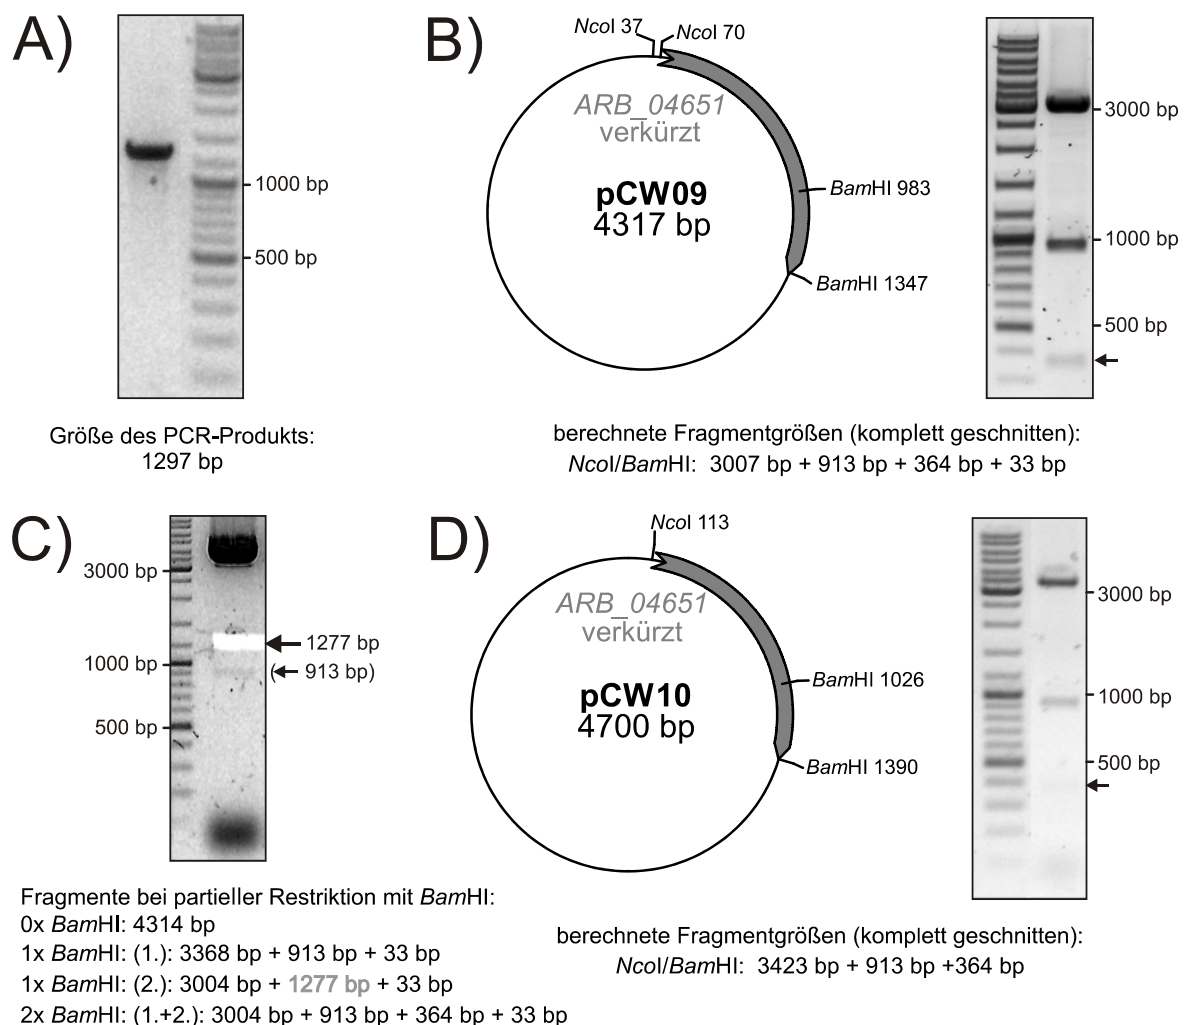 A)
1000 bp
500 bp
Größe des PCR-Produkts:
1297 bp
B)
NcoI 37
NcoI 70
ARB_04651
verkürzt
pCW09
4317 bp
BamHI 983
BamHI 1347
3000 bp
1000 bp
500 bp
berechnete Fragmentgrößen (komplett geschnitten):
NcoI/BamHI: 3007 bp + 913 bp + 364 bp + 33 bp
C)
3000 bp
1277 bp
1000 bp
( 913 bp)
500 bp
Fragmente bei partieller Restriktion mit BamHI:
0x BamHI: 4314 bp
1x BamHI: (1.): 3368 bp + 913 bp + 33 bp
1x BamHI: (2.): 3004 bp + 1277 bp + 33 bp
2x BamHI: (1.+2.): 3004 bp + 913 bp + 364 bp + 33 bp
D)
NcoI 113
ARB_04651
verkürzt
pCW10
4700 bp
BamHI 1026
BamHI 1390
3000 bp
1000 bp
500 bp
berechnete Fragmentgrößen (komplett geschnitten):
NcoI/BamHI: 3423 bp + 913 bp +364 bp